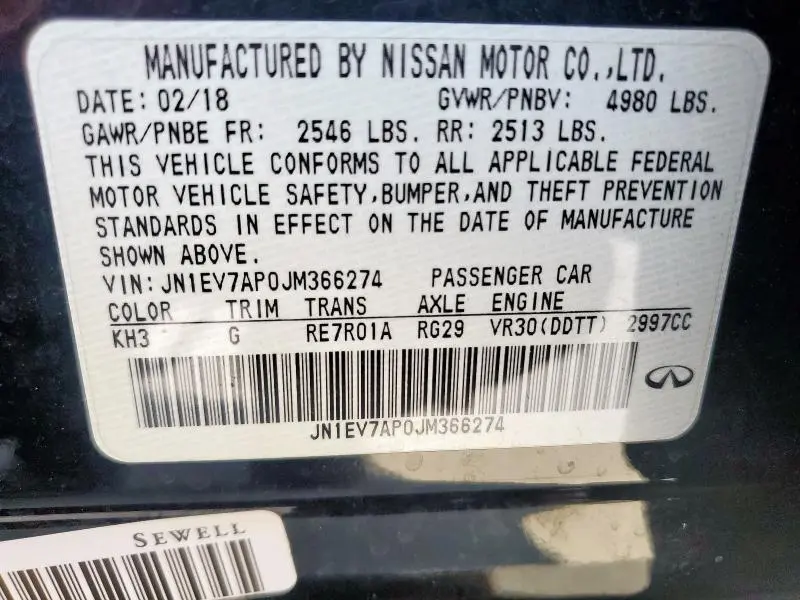 MANUFACTURED BY NISSAN MOTOR CO.,LTD.
DATE: 02/18 GVWR/PNBV: 4980 LBS.
GAWR/PNBE FR: 2546 LBS. RR: 2513 LBS.
THIS VEHICLE CONFORMS TO ALL APPLICABLE FEDERAL
MOTOR VEHICLE SAFETY,BUMPER,AND THEFT PREVENTION
STANDARDS IN EFFECT ON THE DATE OF MANUFACTURE
SHOWN ABOVE.
VIN:JN1EV7AP0JM366274 PASSENGER CAR
COLOR TRIM TRANS AXLE ENGINE
KH3 G RE7R01A RG29 VR30(DDTT) 2997CC
JN1EV7AP0JM366274
SEWELL